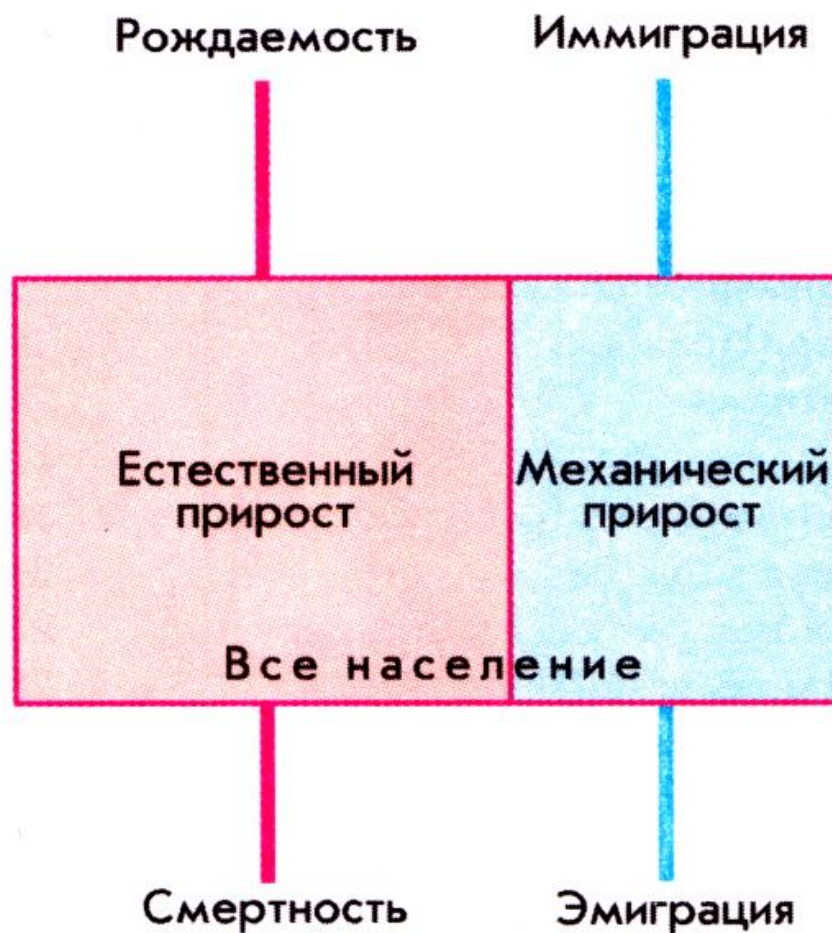 Рождаемость
Иммиграция
Естественный
прирост
Механический
прирост
Все население
Смертность
Эмиграция